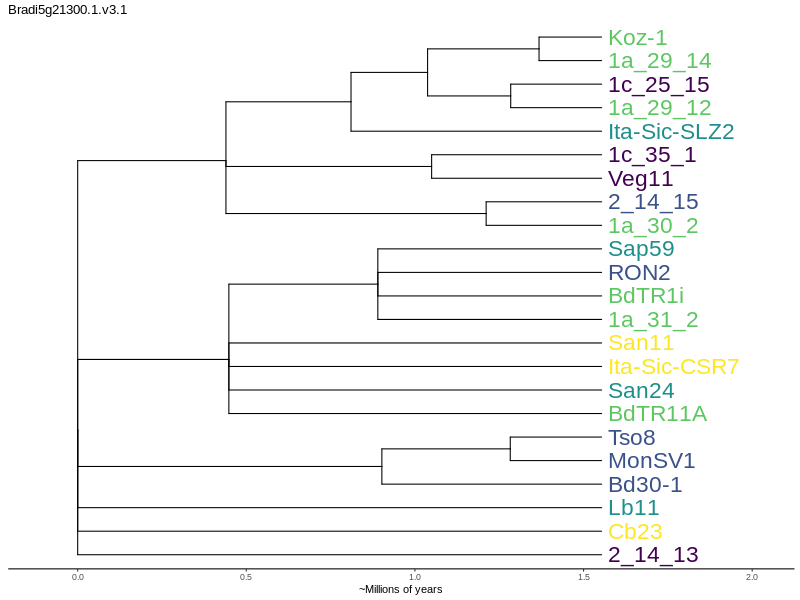 Bradi5g21300.1.v3.1
Koz-1
1a_29_14
1c_25_15
1a_29_12
Ita-Sic-SLZ2
1c_35_1
Veg11
2_14_15
1a_30_2
Sap59
RON2
BdTR1i
1a_31_2
San11
Ita-Sic-CSR7
San24
BdTR11A
Tso8
MonSV1
Bd30-1
Lb11
Cb23
2_14_13
0.0 0.5 1.0 1.5 2.0
~Millions of years